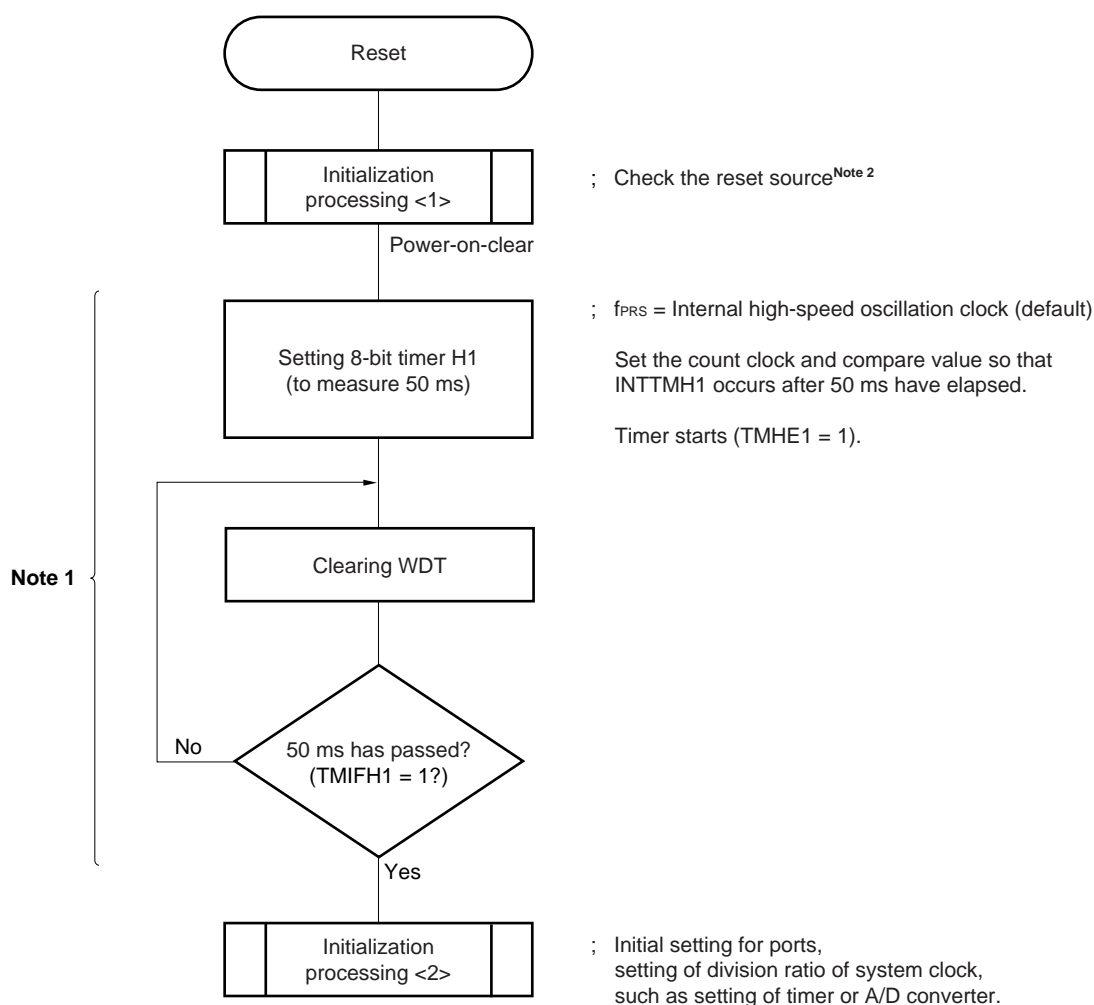 Reset
Initialization
processing <1>
; Check the reset sourceNote 2
Power-on-clear
Setting 8-bit timer H1
(to measure 50 ms)
; fPRS = Internal high-speed oscillation clock (default)
Set the count clock and compare value so that
INTTMH1 occurs after 50 ms have elapsed.
Timer starts (TMHE1 = 1).
Note 1
Clearing WDT
No
50 ms has passed?
(TMIFH1 = 1?)
Yes
Initialization
processing <2>
; Initial setting for ports,
setting of division ratio of system clock,
such as setting of timer or A/D converter.